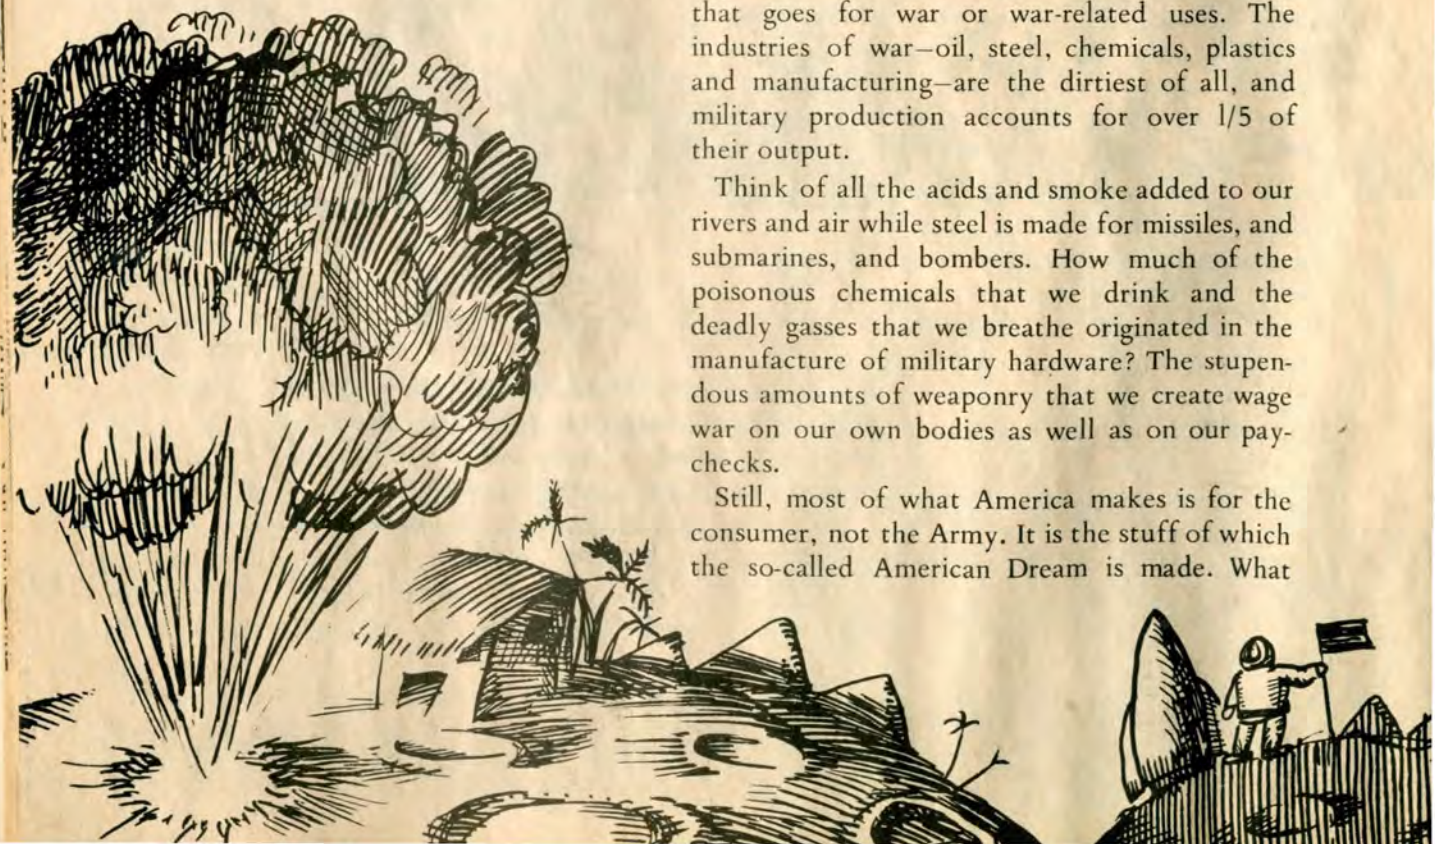 that goes for war or war-related uses. The
industries of war—oil, steel, chemicals, plastics
and manufacturing—are the dirtiest of all, and
military production accounts for over 1/5 of
their output.
Think of all the acids and smoke added to our
rivers and air while steel is made for missiles, and
submarines, and bombers. How much of the
poisonous chemicals that we drink and the
deadly gasses that we breathe originated in the
manufacture of military hardware? The stupen-
dous amounts of weaponry that we create wage
war on our own bodies as well as on our pay-
checks.
Still, most of what America makes is for the
consumer, not the Army. It is the stuff of which
the so-called American Dream is made. What